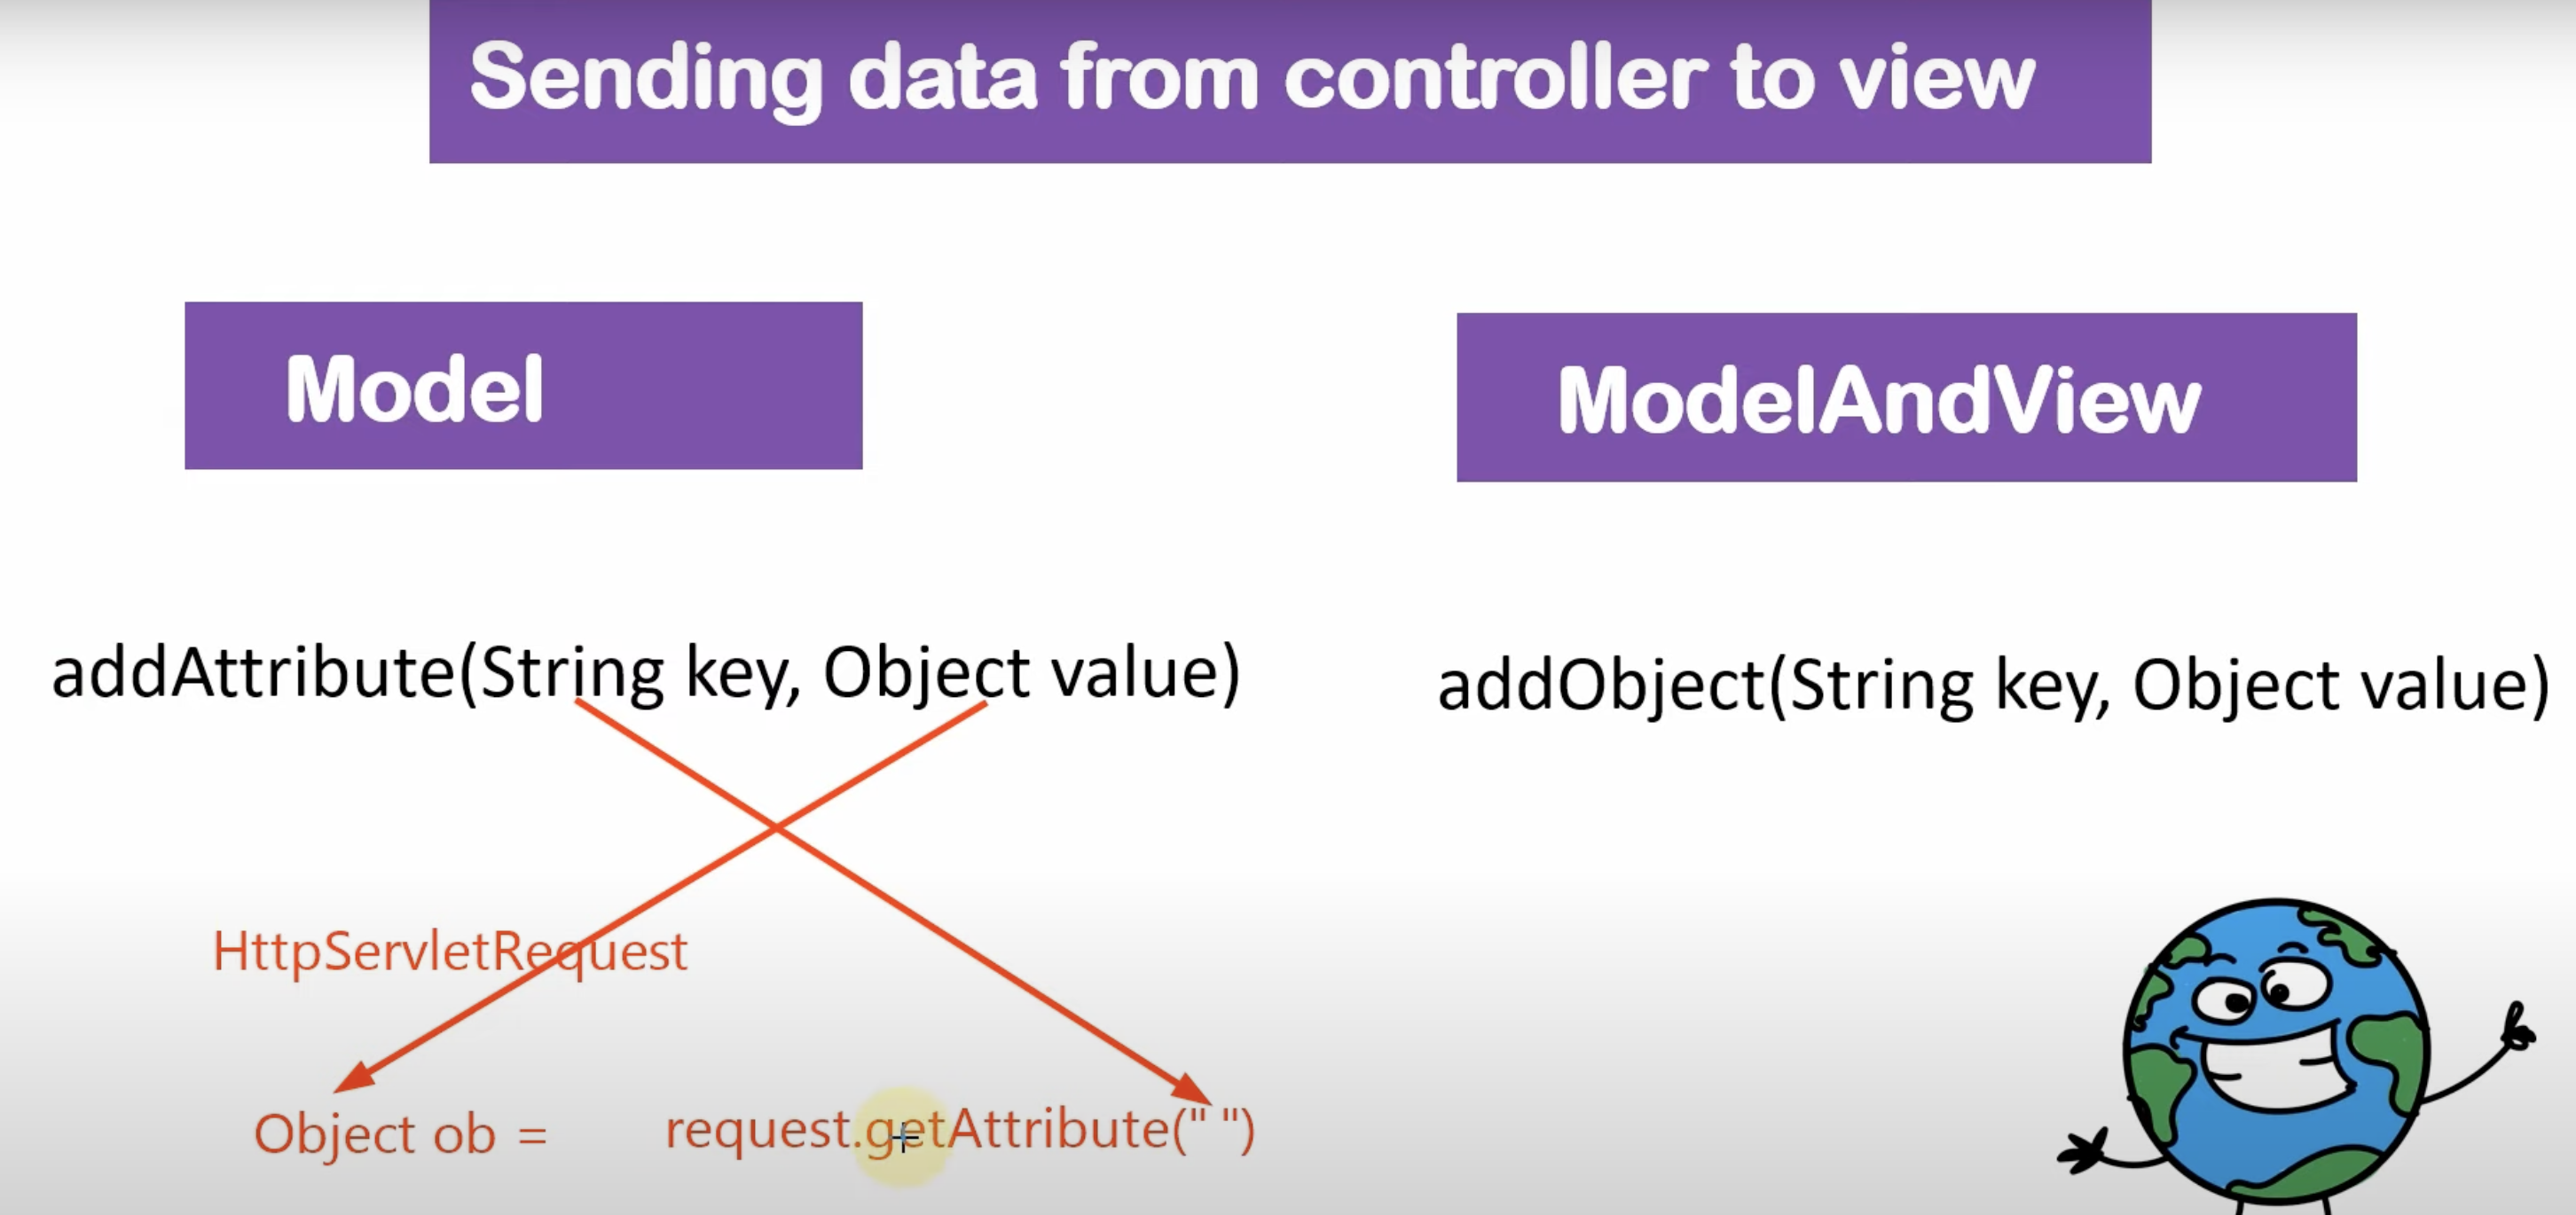 Sending data from controller to view
Model
ModelAndView
addAttribute(String key, Object value)
addObject(String key, Object value)
HttpServletRequest
Object ob = request.getAttribute(" ")